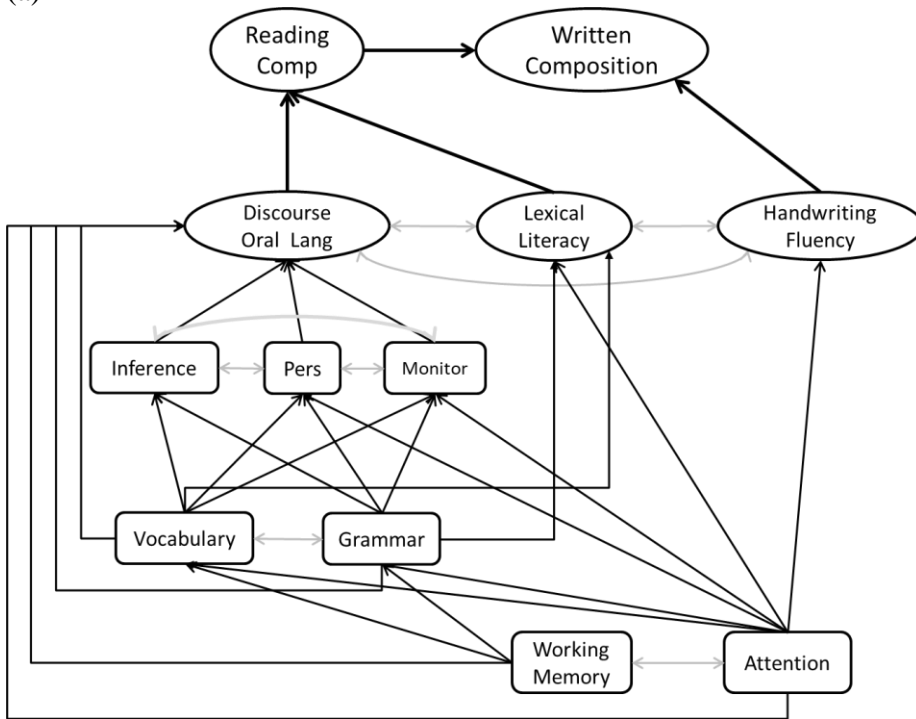 Reading
Comp
Written
Composition
Discourse
Oral Lang
Lexical
Literacy
Handwriting
Fluency
Inference
Pers
Monitor
Vocabulary
Grammar
Working
Memory
Attention